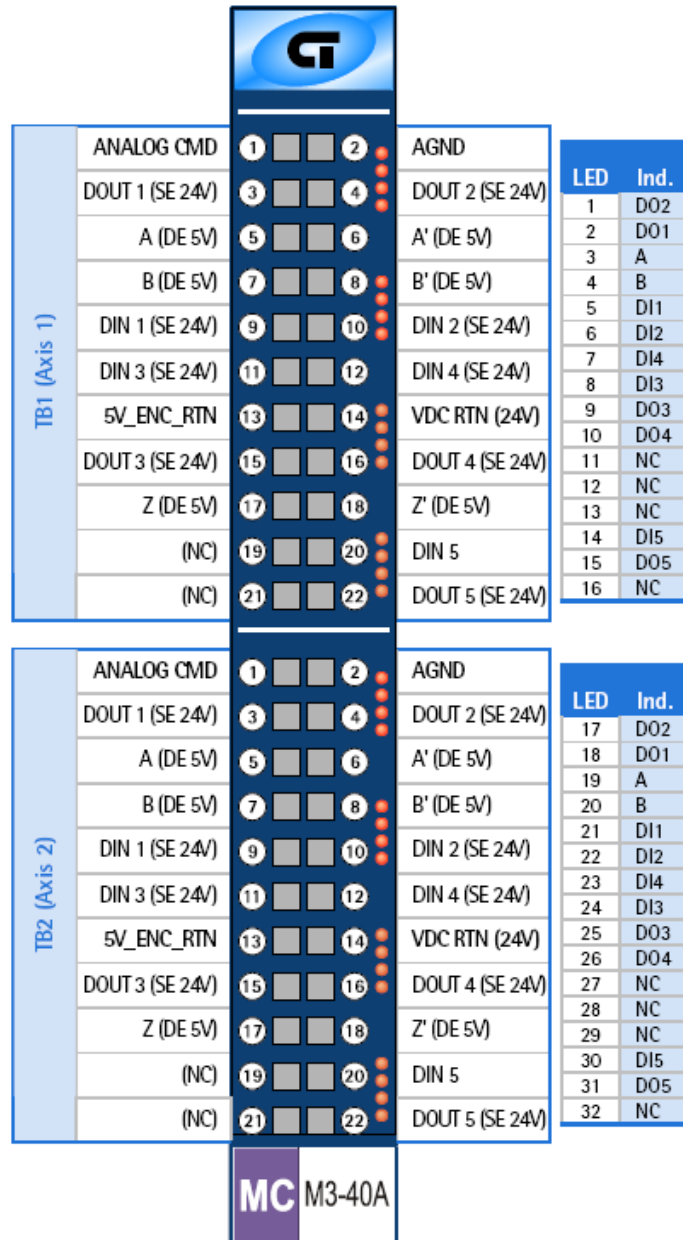 CT
ANALOG CMD 1 2 AGND
DOUT 1 (SE 24V) 3 4 DOUT 2 (SE 24V)
A (DE 5V) 5 6 A' (DE 5V)
B (DE 5V) 7 8 B' (DE 5V)
DIN 1 (SE 24V) 9 10 DIN 2 (SE 24V)
DIN 3 (SE 24V) 11 12 DIN 4 (SE 24V)
5V_ENC_RTN 13 14 VDC RTN (24V)
DOUT 3 (SE 24V) 15 16 DOUT 4 (SE 24V)
Z (DE 5V) 17 18 Z' (DE 5V)
(NC) 19 20 DIN 5
(NC) 21 22 DOUT 5 (SE 24V)
TB1 (Axis 1)
LED Ind.
1 DO2
2 DO1
3 A
4 B
5 DI1
6 DI2
7 DI4
8 DI3
9 DO3
10 DO4
11 NC
12 NC
13 NC
14 DI5
15 DO5
16 NC
ANALOG CMD 1 2 AGND
DOUT 1 (SE 24V) 3 4 DOUT 2 (SE 24V)
A (DE 5V) 5 6 A' (DE 5V)
B (DE 5V) 7 8 B' (DE 5V)
DIN 1 (SE 24V) 9 10 DIN 2 (SE 24V)
DIN 3 (SE 24V) 11 12 DIN 4 (SE 24V)
5V_ENC_RTN 13 14 VDC RTN (24V)
DOUT 3 (SE 24V) 15 16 DOUT 4 (SE 24V)
Z (DE 5V) 17 18 Z' (DE 5V)
(NC) 19 20 DIN 5
(NC) 21 22 DOUT 5 (SE 24V)
TB2 (Axis 2)
LED Ind.
17 DO2
18 DO1
19 A
20 B
21 DI1
22 DI2
23 DI4
24 DI3
25 DO3
26 DO4
27 NC
28 NC
29 NC
30 DI5
31 DO5
32 NC
MC M3-40A